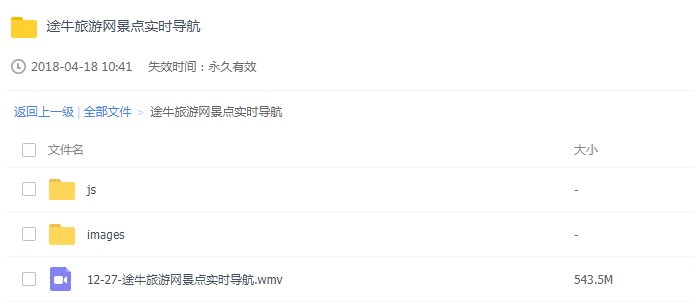 途牛旅游网景点实时导航
2018-04-18 10:41 失效时间：永久有效
返回上一级 | 全部文件 > 途牛旅游网景点实时导航
文件名 大小
js -
images -
12-27-途牛旅游网景点实时导航.wmv 543.5M